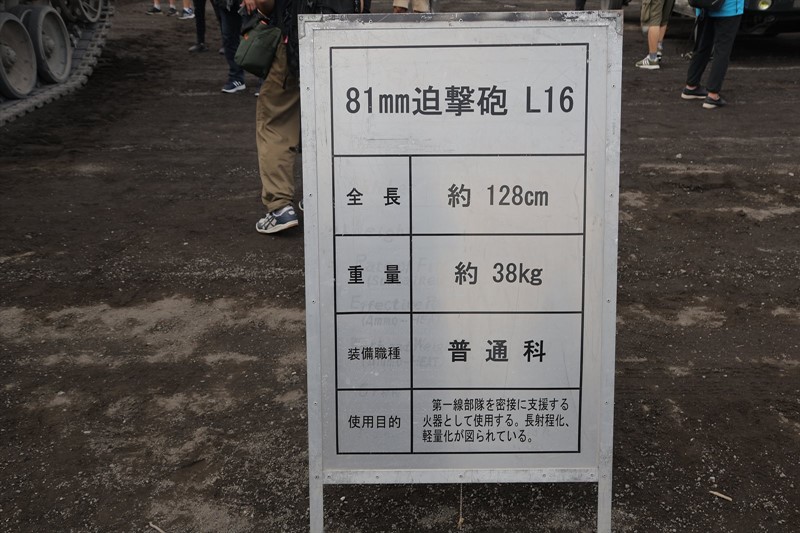 81mm迫撃砲 L16
全 長 約 128cm
重 量 約 38kg
装備職種 普 通 科
使用目的 第一線部隊を密接に支援する
火器として使用する。長射程化、
軽量化が図られている。